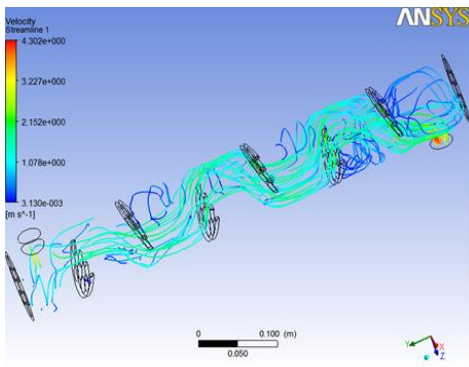 Velocity
Streamline 1
ANSYS
4.302e+000
3.227e+000
2.152e+000
1.078e+000
3.130e-003
[m s^-1]
0
0.100 (m)
0.050
Y
X
Z